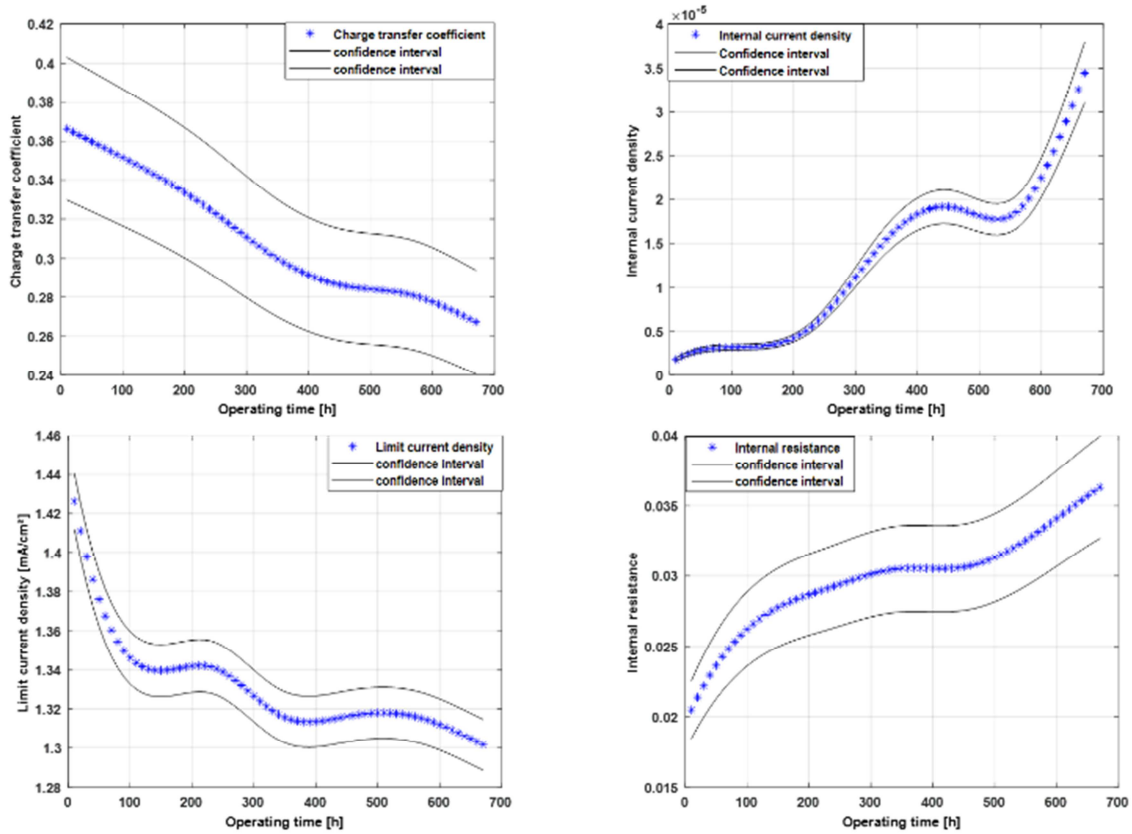 Charge transfer coefficient
confidence interval
confidence interval
0.42
0.4
0.38
0.36
0.34
0.32
0.3
0.28
0.26
0.24
Charge transfer coefficient
0 100 200 300 400 500 600 700
Operating time [h]
×10⁻⁵
Internal current density
Confidence interval
Confidence interval
4
3.5
3
2.5
2
1.5
1
0.5
0
Internal current density
0 100 200 300 400 500 600 700
Operating time [h]
Limit current density
confidence Interval
confidence Interval
1.46
1.44
1.42
1.4
1.38
1.36
1.34
1.32
1.3
1.28
Limit current density [mA/cm²]
0 100 200 300 400 500 600 700
Operating time [h]
Internal resistance
confidence interval
confidence interval
0.04
0.035
0.03
0.025
0.02
0.015
Internal resistance
0 100 200 300 400 500 600 700
Operating time [h]